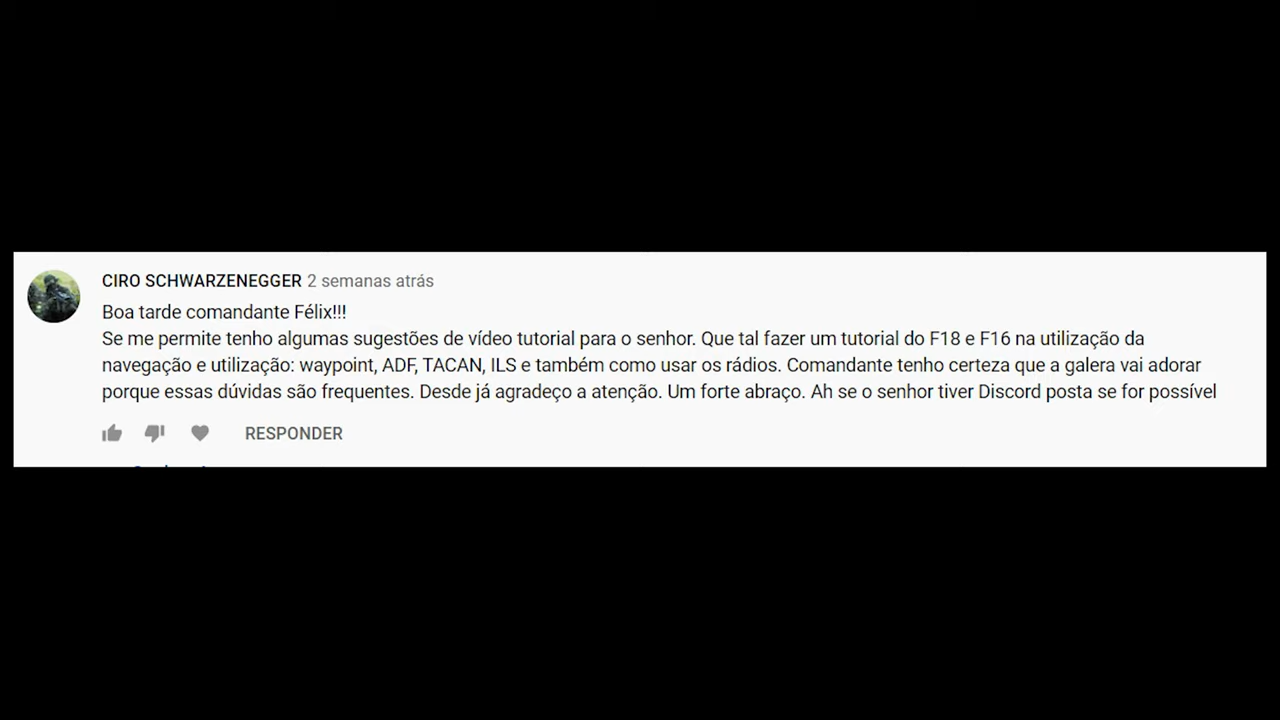 CIRO SCHWARZENEGGER 2 semanas atrás
Boa tarde comandante Félix!!!
Se me permite tenho algumas sugestões de vídeo tutorial para o senhor. Que tal fazer um tutorial do F18 e F16 na utilização da
navegação e utilização: waypoint, ADF, TACAN, ILS e também como usar os rádios. Comandante tenho certeza que a galera vai adorar
porque essas dúvidas são frequentes. Desde já agradeço a atenção. Um forte abraço. Ah se o senhor tiver Discord posta se for possível
RESPONDER